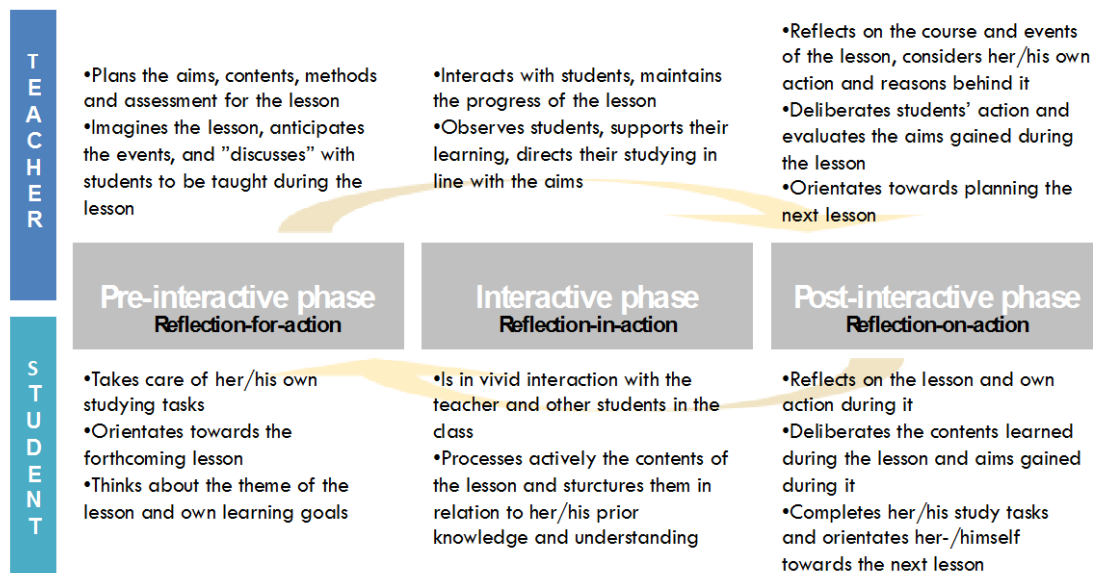 TEACHER
•Plans the aims, contents, methods
and assessment for the lesson
•Imagines the lesson, anticipates
the events, and ”discusses” with
students to be taught during the
lesson
•Interacts with students, maintains
the progress of the lesson
•Observes students, supports their
learning, directs their studying in
line with the aims
•Reflects on the course and events
of the lesson, considers her/his own
action and reasons behind it
•Deliberates students’ action and
evaluates the aims gained during
the lesson
•Orientates towards planning the
next lesson
Pre-interactive phase
Reflection-for-action
Interactive phase
Reflection-in-action
Post-interactive phase
Reflection-on-action
STUDENT
•Takes care of her/his own
studying tasks
•Orientates towards the
forthcoming lesson
•Thinks about the theme of the
lesson and own learning goals
•Is in vivid interaction with the
teacher and other students in the
class
•Processes actively the contents of
the lesson and sturctures them in
relation to her/his prior
knowledge and understanding
•Reflects on the lesson and own
action during it
•Deliberates the contents learned
during the lesson and aims gained
during it
•Completes her/his study tasks
and orientates her-/himself
towards the next lesson